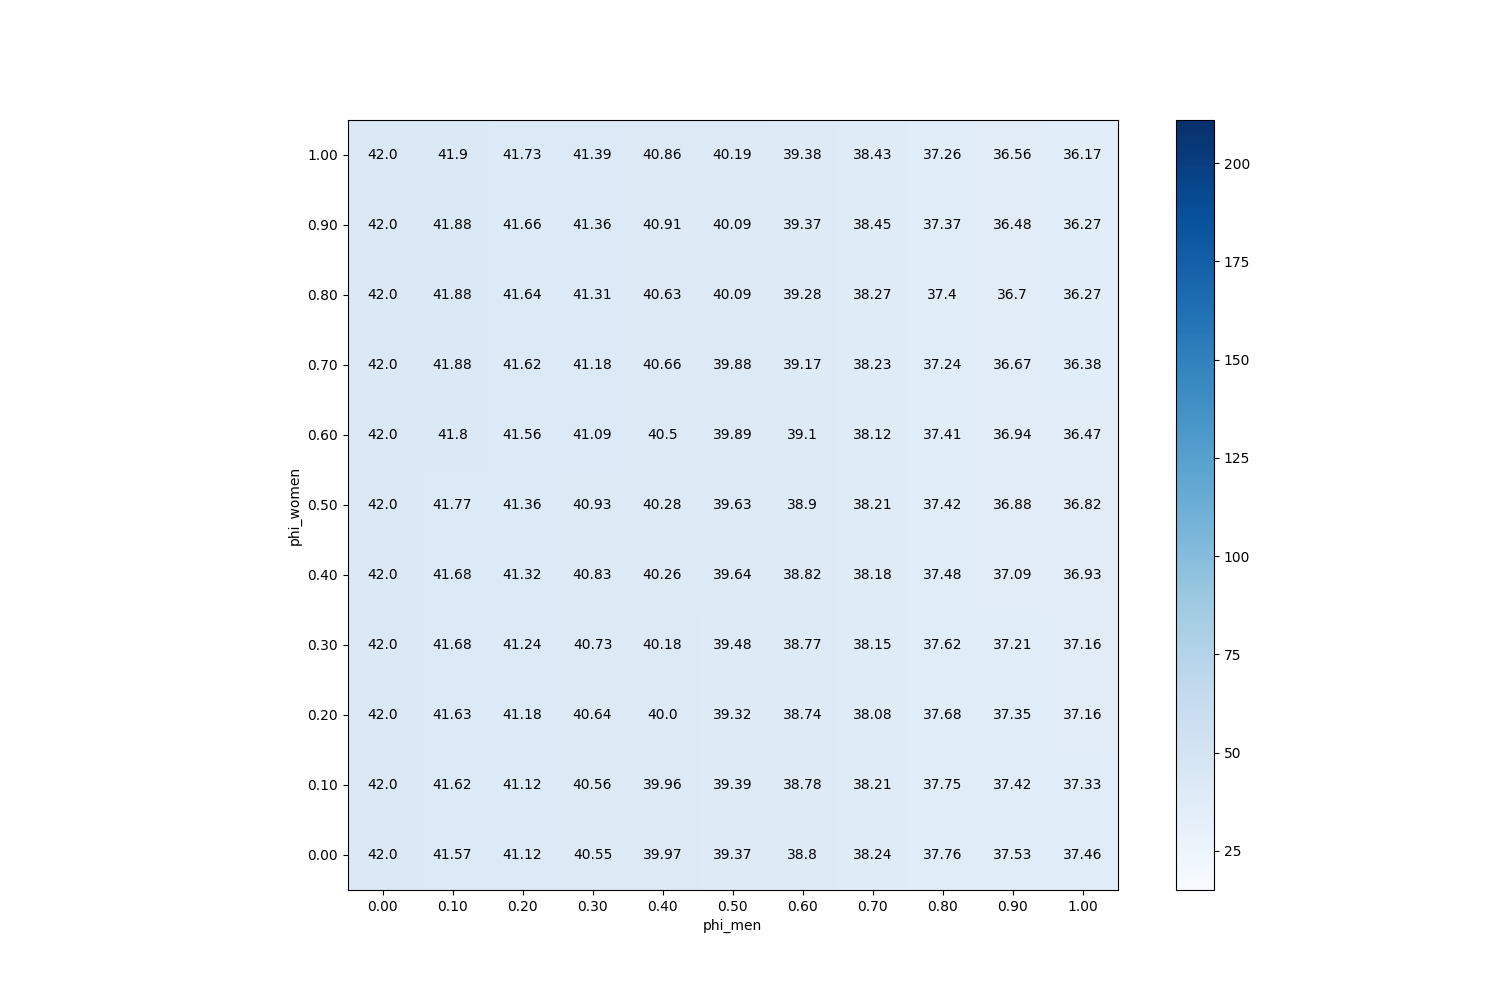 1.00 42.0 41.9 41.73 41.39 40.86 40.19 39.38 38.43 37.26 36.56 36.17
0.90 42.0 41.88 41.66 41.36 40.91 40.09 39.37 38.45 37.37 36.48 36.27
0.80 42.0 41.88 41.64 41.31 40.63 40.09 39.28 38.27 37.4 36.7 36.27
0.70 42.0 41.88 41.62 41.18 40.66 39.88 39.17 38.23 37.24 36.67 36.38
0.60 42.0 41.8 41.56 41.09 40.5 39.89 39.1 38.12 37.41 36.94 36.47
0.50 42.0 41.77 41.36 40.93 40.28 39.63 38.9 38.21 37.42 36.88 36.82
0.40 42.0 41.68 41.32 40.83 40.26 39.64 38.82 38.18 37.48 37.09 36.93
0.30 42.0 41.68 41.24 40.73 40.18 39.48 38.77 38.15 37.62 37.21 37.16
0.20 42.0 41.63 41.18 40.64 40.0 39.32 38.74 38.08 37.68 37.35 37.16
0.10 42.0 41.62 41.12 40.56 39.96 39.39 38.78 38.21 37.75 37.42 37.33
0.00 42.0 41.57 41.12 40.55 39.97 39.37 38.8 38.24 37.76 37.53 37.46
0.00 0.10 0.20 0.30 0.40 0.50 0.60 0.70 0.80 0.90 1.00
phi_men
phi_women
200
175
150
125
100
75
50
25